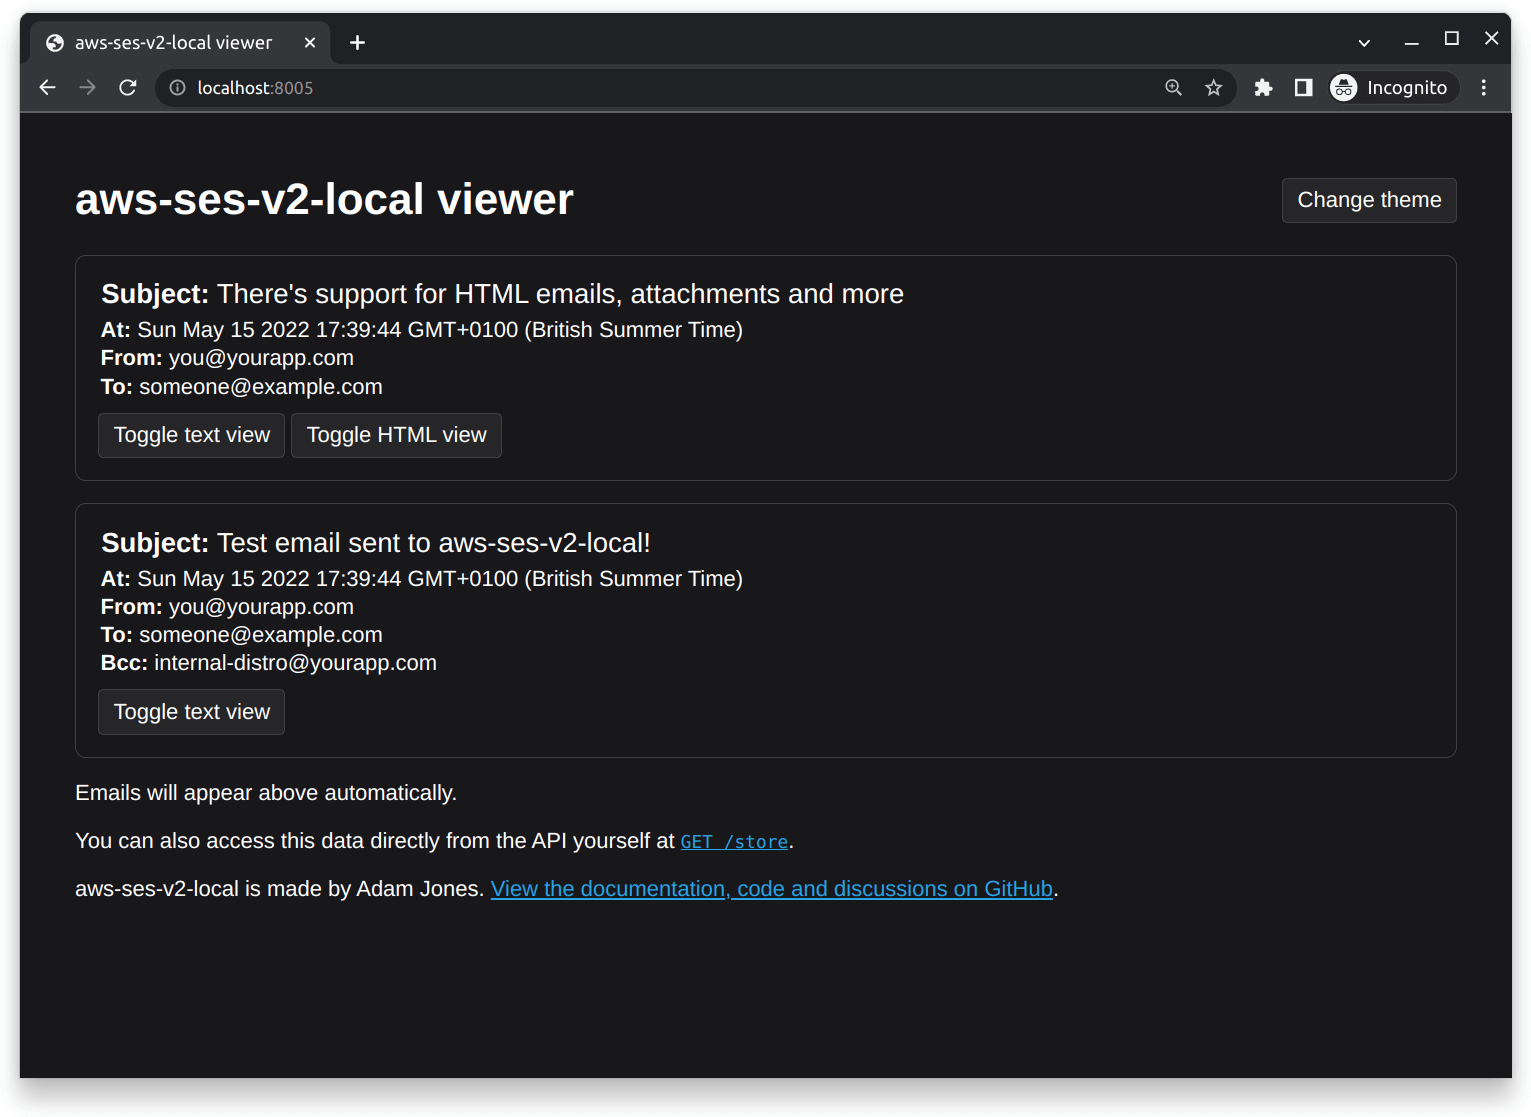 aws-ses-v2-local viewer
localhost:8005
Incognito
aws-ses-v2-local viewer
Change theme
Subject: There's support for HTML emails, attachments and more
At: Sun May 15 2022 17:39:44 GMT+0100 (British Summer Time)
From: you@yourapp.com
To: someone@example.com
Toggle text view
Toggle HTML view
Subject: Test email sent to aws-ses-v2-local!
At: Sun May 15 2022 17:39:44 GMT+0100 (British Summer Time)
From: you@yourapp.com
To: someone@example.com
Bcc: internal-distro@yourapp.com
Toggle text view
Emails will appear above automatically.
You can also access this data directly from the API yourself at GET /store.
aws-ses-v2-local is made by Adam Jones. View the documentation, code and discussions on GitHub.